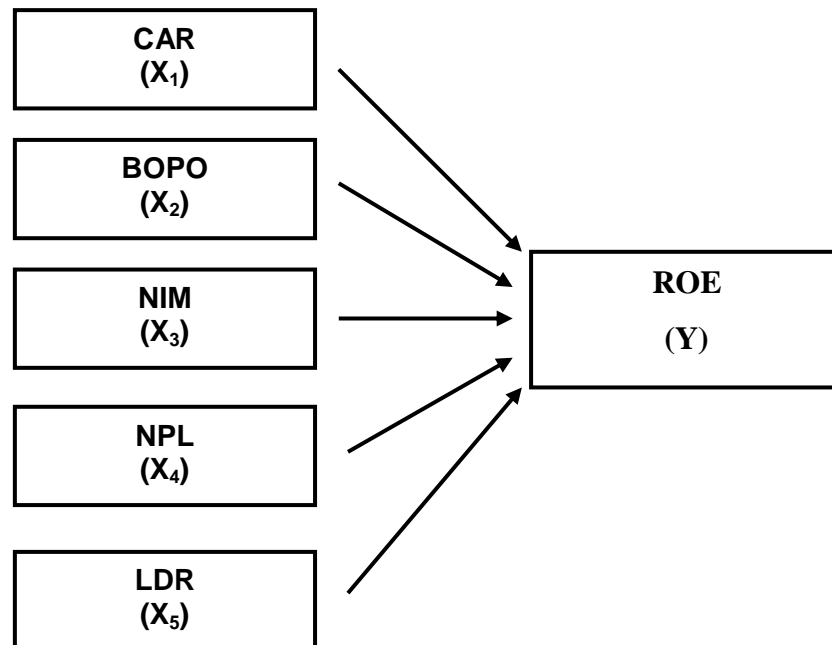 CAR
(X₁)
BOPO
(X₂)
NIM
(X₃)
NPL
(X₄)
LDR
(X₅)
ROE
(Y)